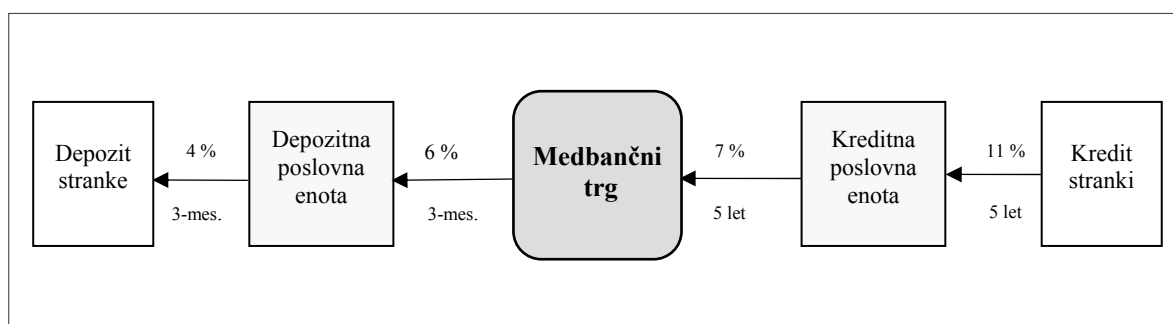 Depozit
stranke
4 %
3-mes.
Depozitna
poslovna
enota
6 %
3-mes.
Medbančni
trg
7 %
5 let
Kreditna
poslovna
enota
11 %
5 let
Kredit
stranki